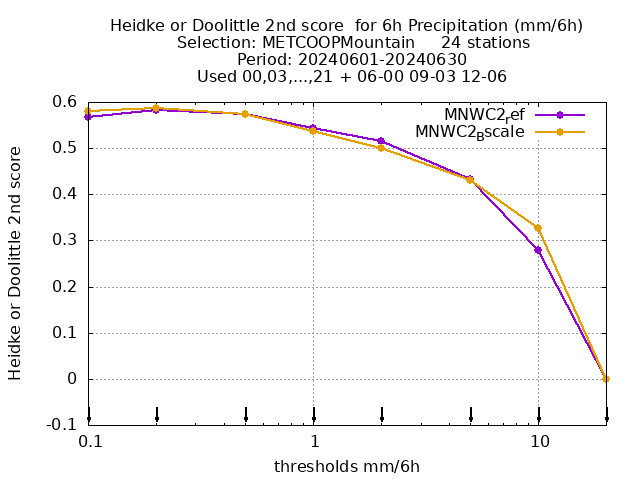 Heidke or Doolittle 2nd score  for 6h Precipitation (mm/6h)
Selection: METCOOPMountain     24 stations
Period: 20240601-20240630
Used 00,03,...,21 + 06-00 09-03 12-06
MNWC2ref
MNWC2Bscale
Heidke or Doolittle 2nd score
0.6
0.5
0.4
0.3
0.2
0.1
0
-0.1
0.1
1
10
thresholds mm/6h